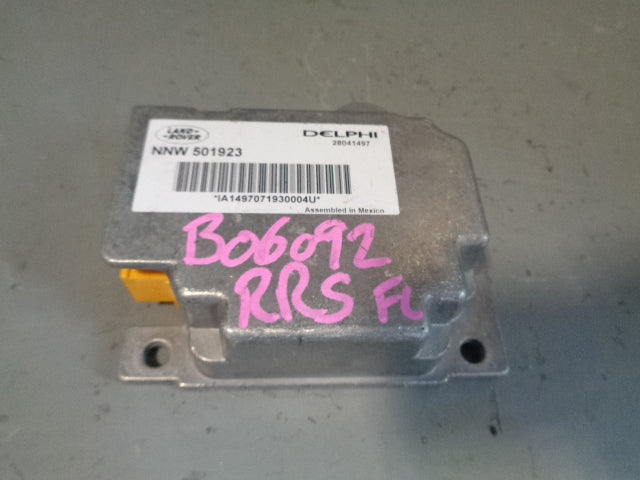 LAND-
-ROVER
DELPHI
28041497
NNW 501923
*IA1497071930004U*
Assembled in Mexico
B06092
RRS FL